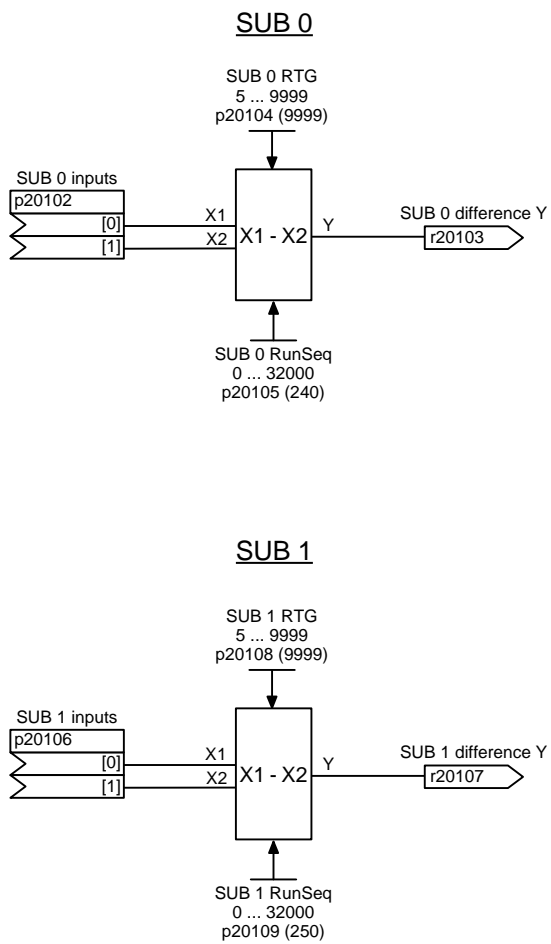 SUB 0
SUB 0 RTG
5 ... 9999
p20104 (9999)
SUB 0 inputs
p20102
[0]
[1]
X1
X2
X1 - X2
Y
SUB 0 difference Y
r20103
SUB 0 RunSeq
0 ... 32000
p20105 (240)
SUB 1
SUB 1 RTG
5 ... 9999
p20108 (9999)
SUB 1 inputs
p20106
[0]
[1]
X1
X2
X1 - X2
Y
SUB 1 difference Y
r20107
SUB 1 RunSeq
0 ... 32000
p20109 (250)